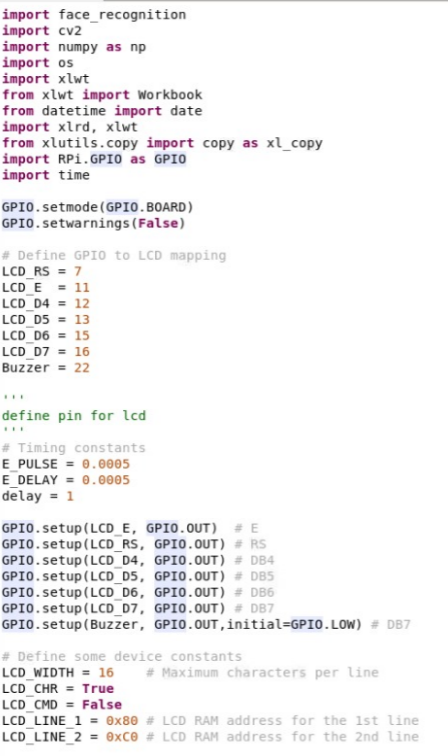 import face_recognition
import cv2
import numpy as np
import os
import xlwt
from xlwt import Workbook
from datetime import date
import xlrd, xlwt
from xlutils.copy import copy as xl_copy
import RPi.GPIO as GPIO
import time
GPIO.setmode(GPIO.BOARD)
GPIO.setwarnings(False)
# Define GPIO to LCD mapping
LCD_RS = 7
LCD_E  = 11
LCD_D4 = 12
LCD_D5 = 13
LCD_D6 = 15
LCD_D7 = 16
Buzzer = 22
'''
define pin for lcd
'''
# Timing constants
E_PULSE = 0.0005
E_DELAY = 0.0005
delay = 1
GPIO.setup(LCD_E, GPIO.OUT)  # E
GPIO.setup(LCD_RS, GPIO.OUT) # RS
GPIO.setup(LCD_D4, GPIO.OUT) # DB4
GPIO.setup(LCD_D5, GPIO.OUT) # DB5
GPIO.setup(LCD_D6, GPIO.OUT) # DB6
GPIO.setup(LCD_D7, GPIO.OUT) # DB7
GPIO.setup(Buzzer, GPIO.OUT,initial=GPIO.LOW) # DB7
# Define some device constants
LCD_WIDTH = 16    # Maximum characters per line
LCD_CHR = True
LCD_CMD = False
LCD_LINE_1 = 0x80 # LCD RAM address for the 1st line
LCD_LINE_2 = 0xC0 # LCD RAM address for the 2nd line